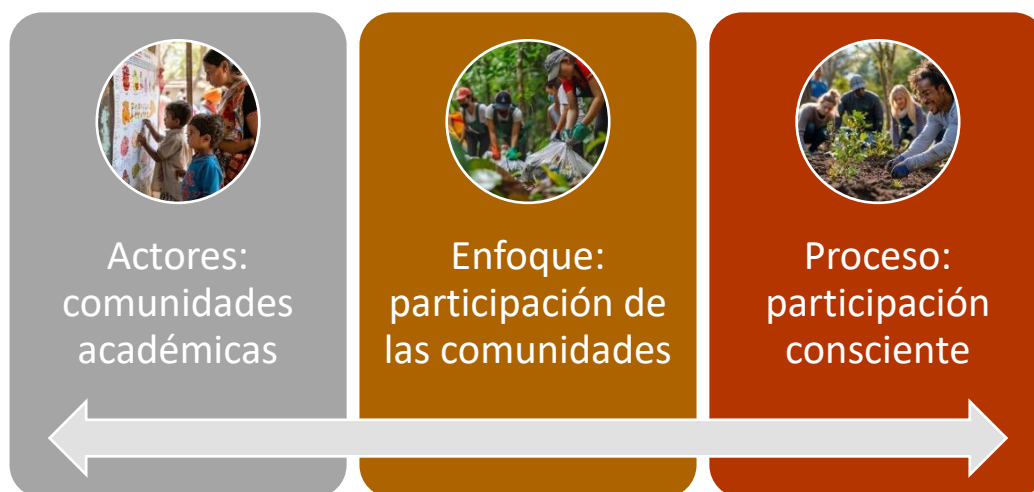 Actores:
comunidades
académicas
Enfoque:
participación de
las comunidades
Proceso:
participación
consciente